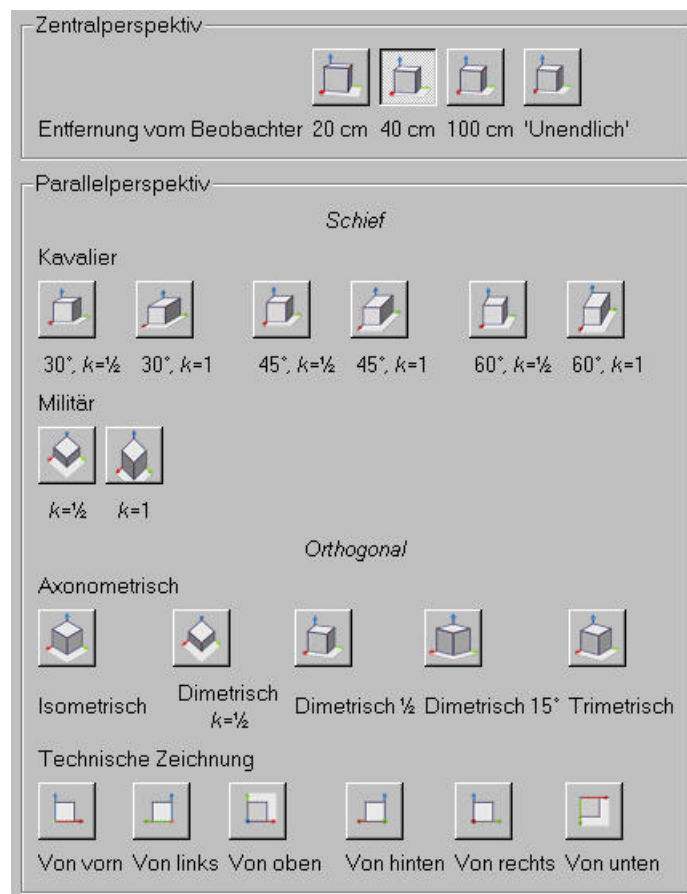 Zentralperspektiv
Entfernung vom Beobachter 20 cm 40 cm 100 cm 'Unendlich'
Parallelperspektiv
Schief
Kavalier
30°, k=½ 30°, k=1 45°, k=½ 45°, k=1 60°, k=½ 60°, k=1
Militär
k=½ k=1
Orthogonal
Axonometrisch
Isometrisch Dimetrisch k=½ Dimetrisch ½ Dimetrisch 15° Trimetrisch
Technische Zeichnung
Von vorn Von links Von oben Von hinten Von rechts Von unten